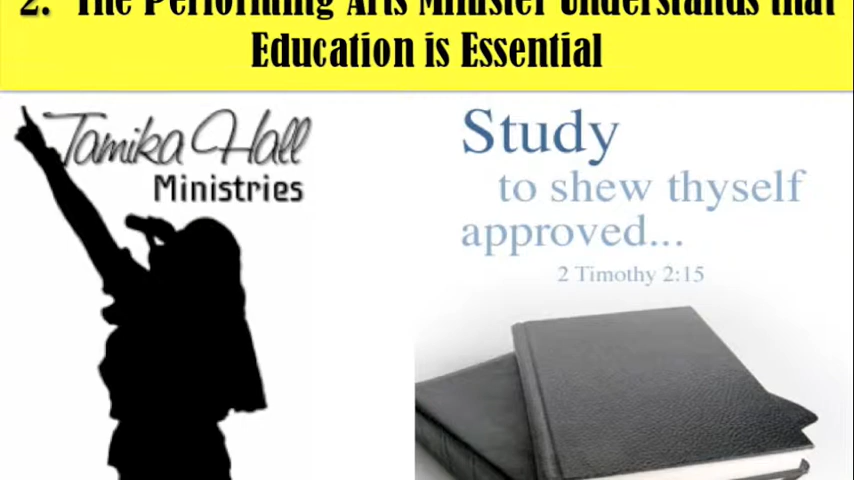 2. The Performing Arts Minister Understands that
Education is Essential
Tamika Hall
Ministries
Study
to shew thyself
approved...
2 Timothy 2:15